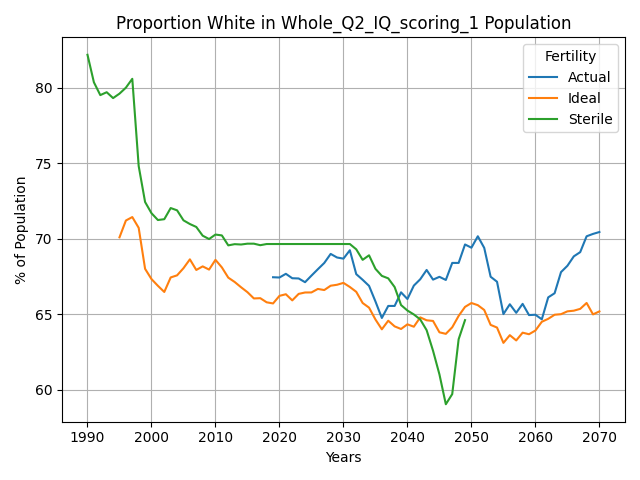 Proportion White in Whole_Q2_IQ_scoring_1 Population
Fertility
Actual
Ideal
Sterile
% of Population
80
75
70
65
60
1990 2000 2010 2020 2030 2040 2050 2060 2070
Years